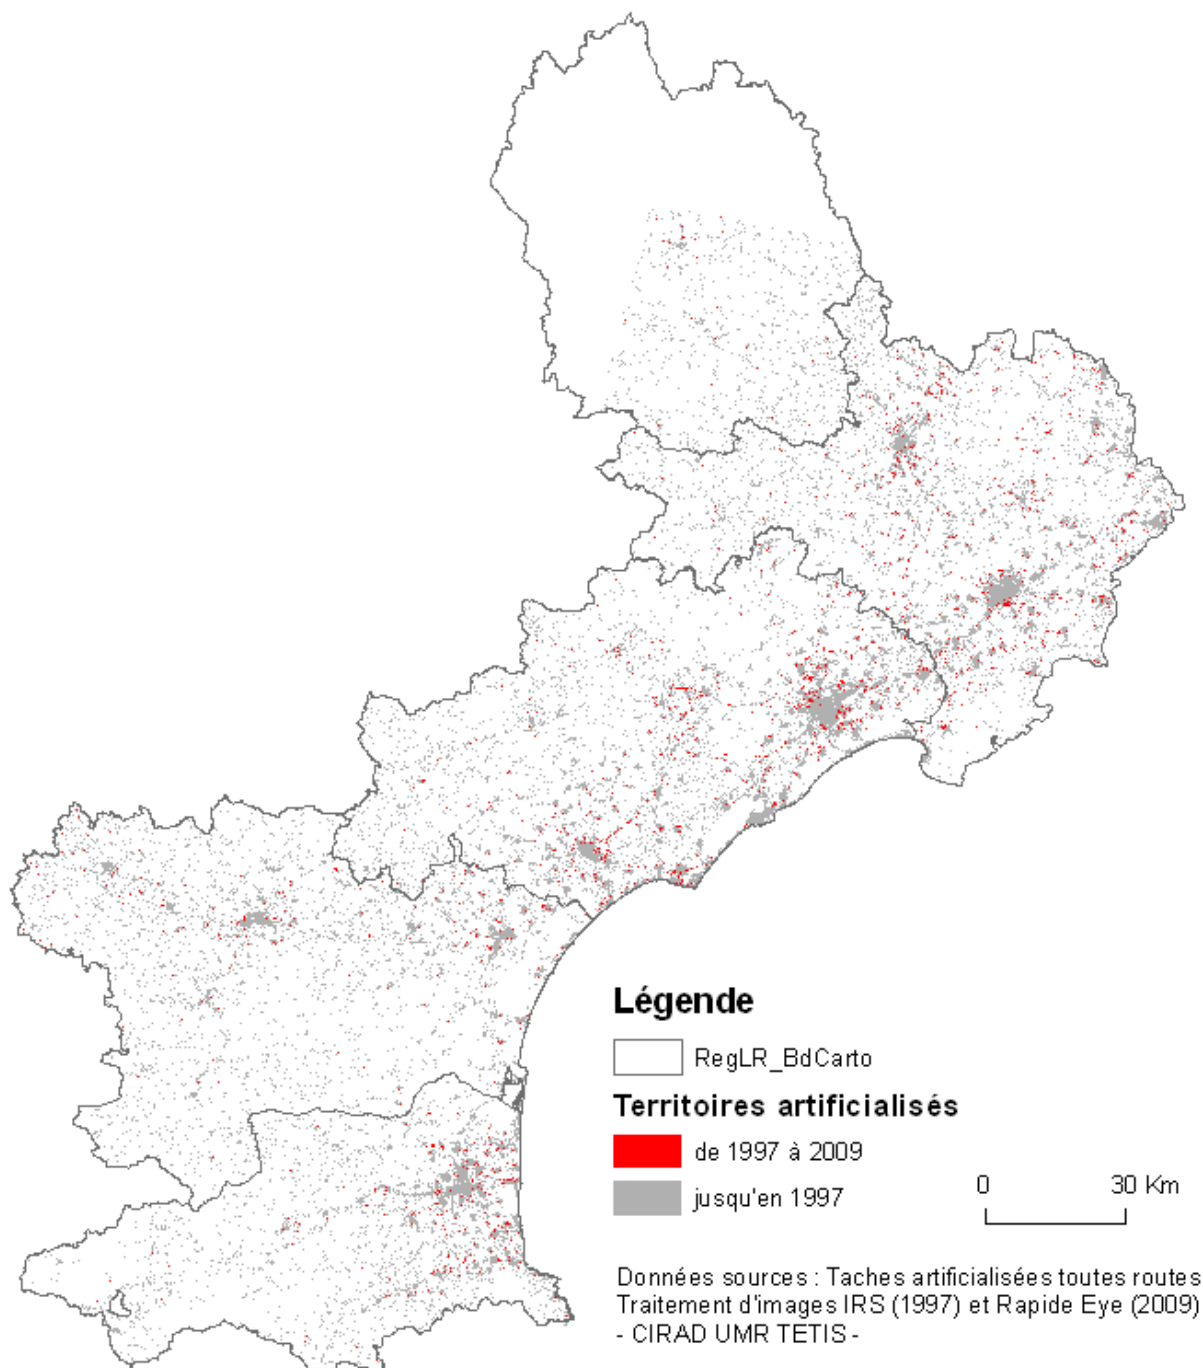 Légende
RegLR_BdCarto
Territoires artificialisés
de 1997 à 2009
jusqu'en 1997
0 30 Km
Données sources : Taches artificialisées toutes routes
Traitement d'images IRS (1997) et Rapide Eye (2009)
- CIRAD UMR TETIS -